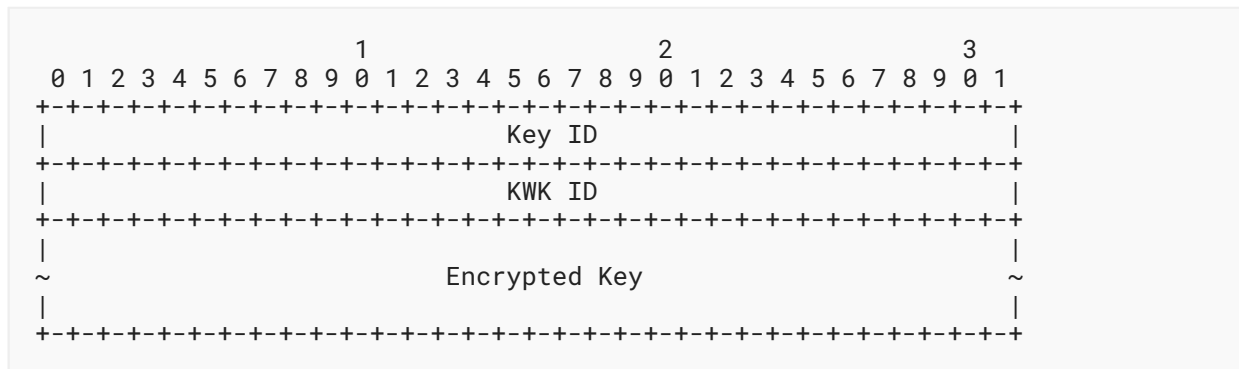 1                   2                   3
 0 1 2 3 4 5 6 7 8 9 0 1 2 3 4 5 6 7 8 9 0 1 2 3 4 5 6 7 8 9 0 1
+-+-+-+-+-+-+-+-+-+-+-+-+-+-+-+-+-+-+-+-+-+-+-+-+-+-+-+-+-+-+-+-+
|                              Key ID                           |
+-+-+-+-+-+-+-+-+-+-+-+-+-+-+-+-+-+-+-+-+-+-+-+-+-+-+-+-+-+-+-+-+
|                              KWK ID                           |
+-+-+-+-+-+-+-+-+-+-+-+-+-+-+-+-+-+-+-+-+-+-+-+-+-+-+-+-+-+-+-+-+
|                                                               |
~                          Encrypted Key                        ~
|                                                               |
+-+-+-+-+-+-+-+-+-+-+-+-+-+-+-+-+-+-+-+-+-+-+-+-+-+-+-+-+-+-+-+-+